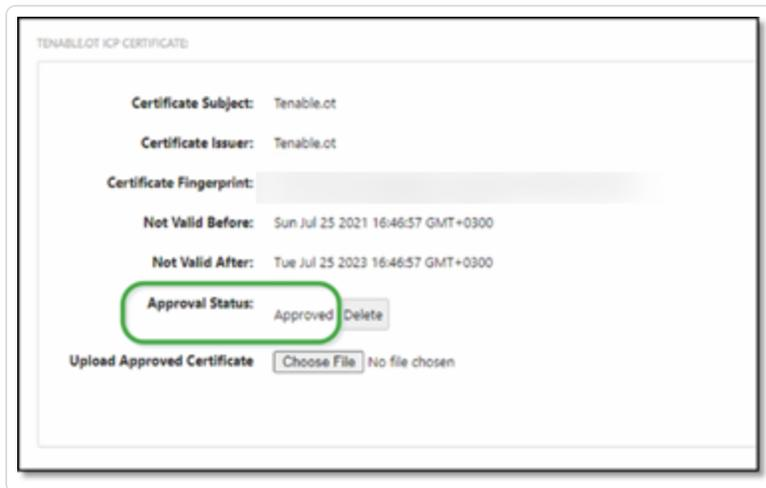 TENABLE.OT ICP CERTIFICATE:
Certificate Subject: Tenable.ot
Certificate Issuer: Tenable.ot
Certificate Fingerprint:
Not Valid Before: Sun Jul 25 2021 16:46:57 GMT+0300
Not Valid After: Tue Jul 25 2023 16:46:57 GMT+0300
Approval Status: Approved Delete
Upload Approved Certificate Choose File No file chosen